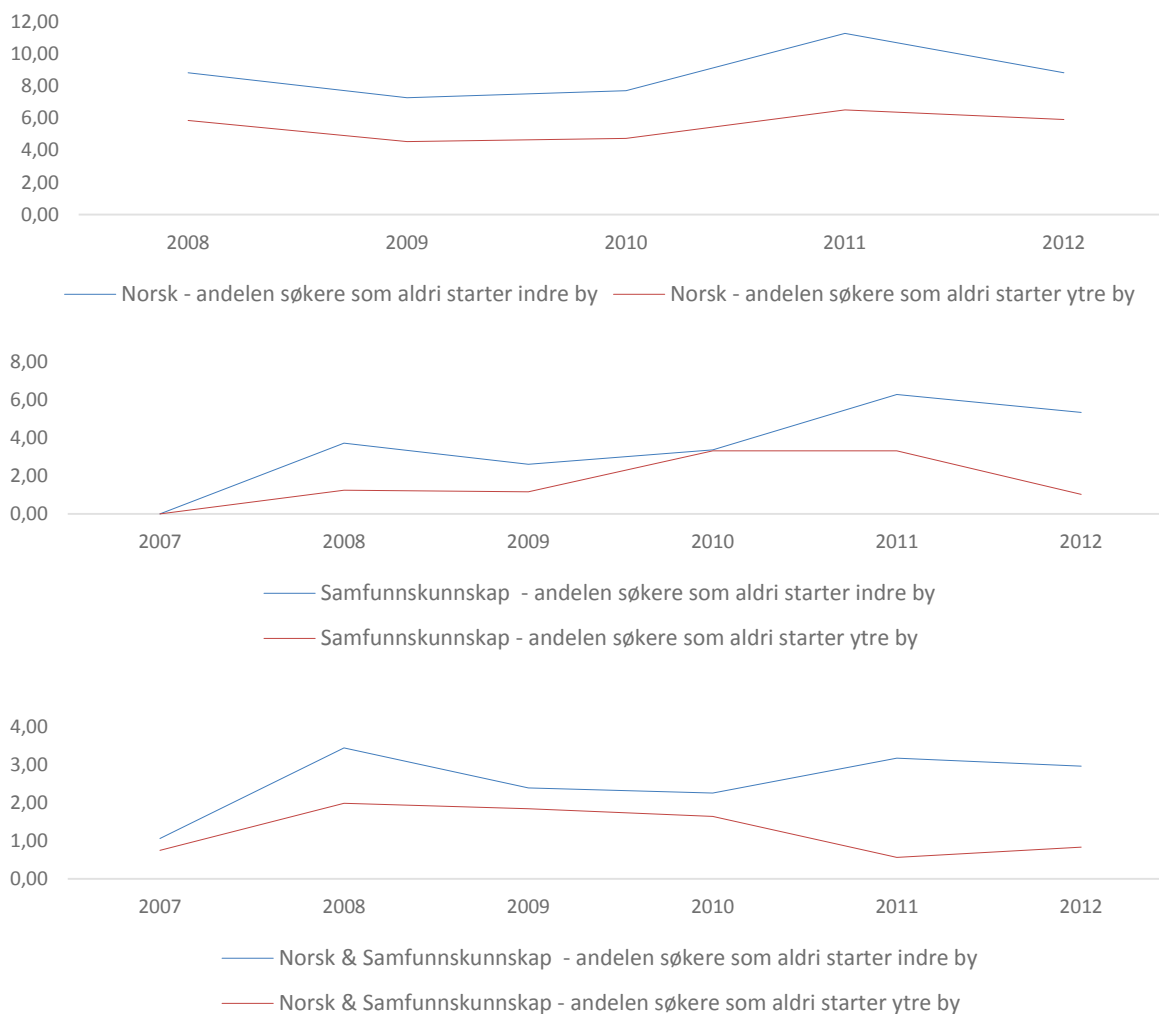 12,00
10,00
8,00
6,00
4,00
2,00
0,00
2008 2009 2010 2011 2012
Norsk - andelen søkere som aldri starter indre by Norsk - andelen søkere som aldri starter ytre by
8,00
6,00
4,00
2,00
0,00
2007 2008 2009 2010 2011 2012
Samfunnskunnskap - andelen søkere som aldri starter indre by
Samfunnskunnskap - andelen søkere som aldri starter ytre by
4,00
3,00
2,00
1,00
0,00
2007 2008 2009 2010 2011 2012
Norsk & Samfunnskunnskap - andelen søkere som aldri starter indre by
Norsk & Samfunnskunnskap - andelen søkere som aldri starter ytre by